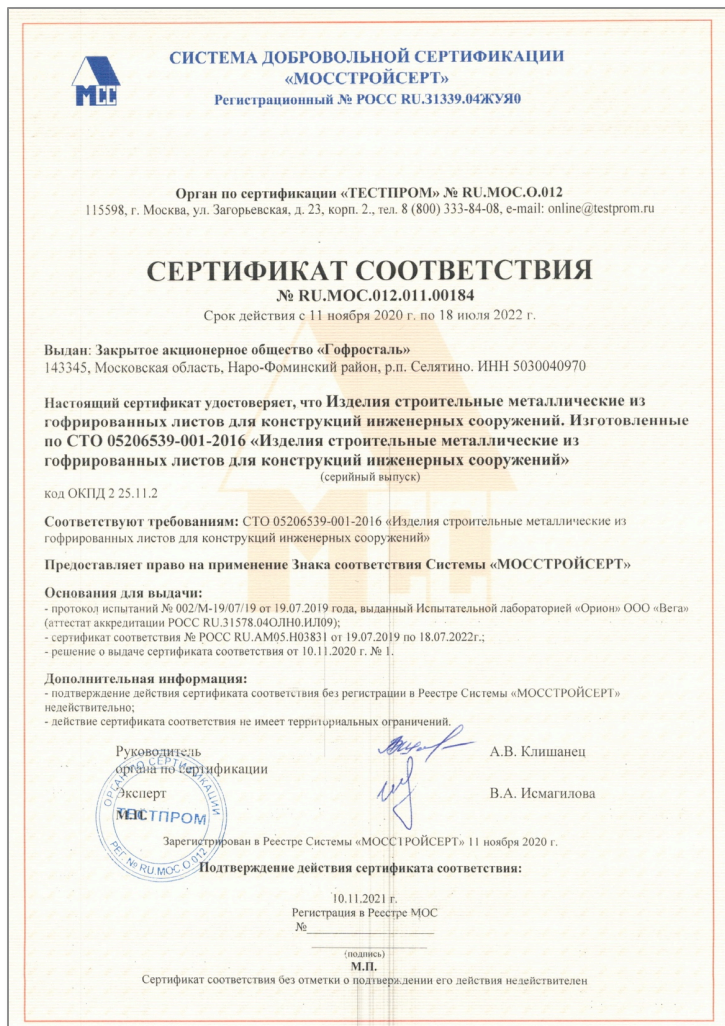 СИСТЕМА ДОБРОВОЛЬНОЙ СЕРТИФИКАЦИИ
«МОССТРОЙСЕРТ»
Регистрационный № РОСС RU.31339.04ЖУЯ0
МСС
Орган по сертификации «ТЕСТПРОМ» № RU.МОС.О.012
115598, г. Москва, ул. Загорьевская, д. 23, корп. 2., тел. 8 (800) 333-84-08, e-mail: online@testprom.ru
СЕРТИФИКАТ СООТВЕТСТВИЯ
№ RU.МОС.012.011.00184
Срок действия с 11 ноября 2020 г. по 18 июля 2022 г.
Выдан: Закрытое акционерное общество «Гофросталь»
143345, Московская область, Наро-Фоминский район, р.п. Селятино. ИНН 5030040970
Настоящий сертификат удостоверяет, что Изделия строительные металлические из
гофрированных листов для конструкций инженерных сооружений. Изготовленные
по СТО 05206539-001-2016 «Изделия строительные металлические из
гофрированных листов для конструкций инженерных сооружений»
(серийный выпуск)
код ОКПД 2 25.11.2
Соответствуют требованиям: СТО 05206539-001-2016 «Изделия строительные металлические из
гофрированных листов для конструкций инженерных сооружений»
Предоставляет право на применение Знака соответствия Системы «МОССТРОЙСЕРТ»
Основания для выдачи:
- протокол испытаний № 002/М-19/07/19 от 19.07.2019 года, выданный Испытательной лабораторией «Орион» ООО «Вега»
(аттестат аккредитации РОСС RU.31578.04ОЛН0.ИЛ09);
- сертификат соответствия № РОСС RU.АМ05.Н03831 от 19.07.2019 по 18.07.2022г.;
- решение о выдаче сертификата соответствия от 10.11.2020 г. № 1.
Дополнительная информация:
- подтверждение действия сертификата соответствия без регистрации в Реестре Системы «МОССТРОЙСЕРТ»
недействительно;
- действие сертификата соответствия не имеет территориальных ограничений.
Руководитель
органа по сертификации
А.В. Клишанец
Эксперт
В.А. Исмагилова
М.П.
ОРГАН ПО СЕРТИФИКАЦИИ
ТЕСТПРОМ
РЕГ. № RU.МОС.О.012
Зарегистрирован в Реестре Системы «МОССТРОЙСЕРТ» 11 ноября 2020 г.
Подтверждение действия сертификата соответствия:
10.11.2021 г.
Регистрация в Реестре МОС
№
(подпись)
М.П.
Сертификат соответствия без отметки о подтверждении его действия недействителен